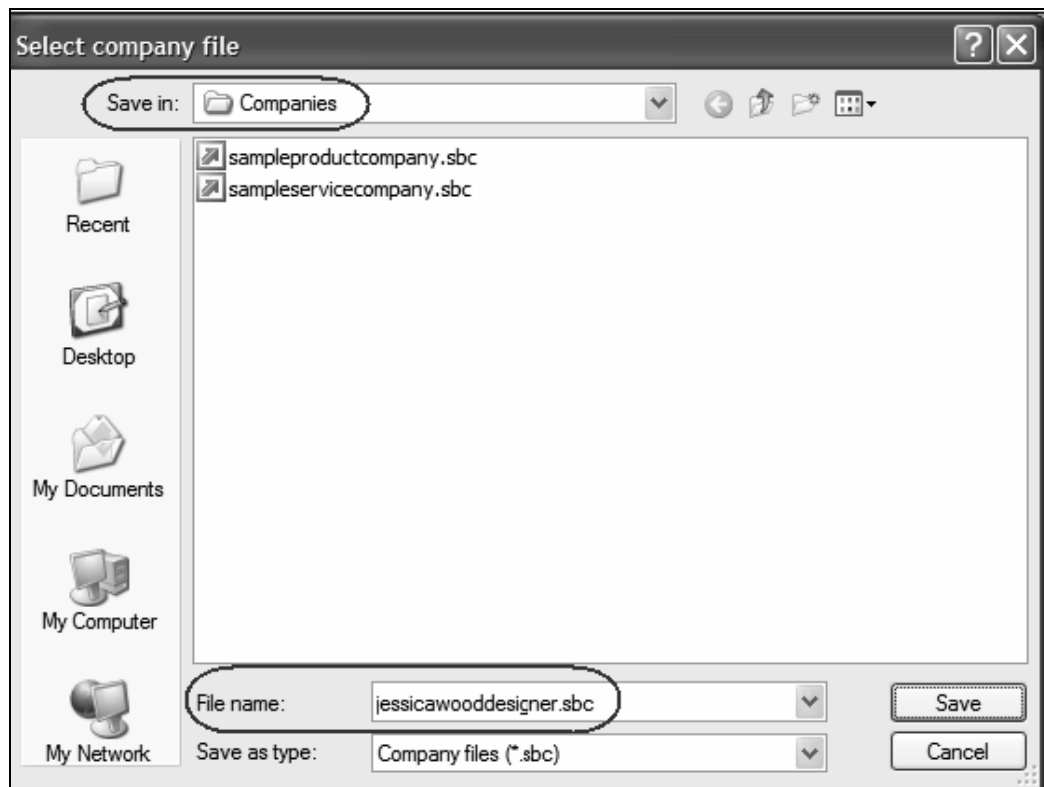 Select company file
Save in: Companies
sampleproductcompany.sbc
sampleservicecompany.sbc
Recent
Desktop
My Documents
My Computer
My Network
File name: jessicawooddesigner.sbc
Save
Save as type: Company files (*.sbc)
Cancel